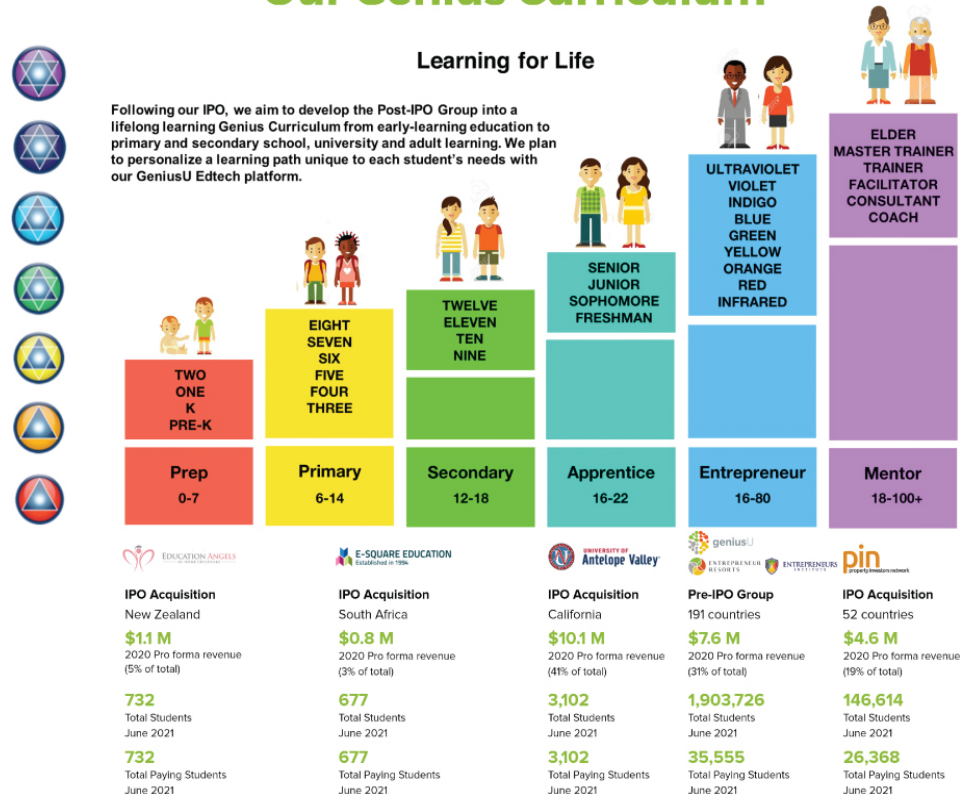 Our Genius Curriculum
Learning for Life
Following our IPO, we aim to develop the Post-IPO Group into a
lifelong learning Genius Curriculum from early-learning education to
primary and secondary school, university and adult learning. We plan
to personalize a learning path unique to each student's needs with
our GeniusU Edtech platform.
TWO
ONE
K
PRE-K
Prep
0-7
EIGHT
SEVEN
SIX
FIVE
FOUR
THREE
Primary
6-14
TWELVE
ELEVEN
TEN
NINE
Secondary
12-18
SENIOR
JUNIOR
SOPHOMORE
FRESHMAN
Apprentice
16-22
ULTRAVIOLET
VIOLET
INDIGO
BLUE
GREEN
YELLOW
ORANGE
RED
INFRARED
Entrepreneur
16-80
ELDER
MASTER TRAINER
TRAINER
FACILITATOR
CONSULTANT
COACH
Mentor
18-100+
EDUCATION ANGELS
IPO Acquisition
New Zealand
$1.1 M
2020 Pro forma revenue
(5% of total)
732
Total Students
June 2021
732
Total Paying Students
June 2021
E-SQUARE EDUCATION
Established in 1994
IPO Acquisition
South Africa
$0.8 M
2020 Pro forma revenue
(3% of total)
677
Total Students
June 2021
677
Total Paying Students
June 2021
UNIVERSITY OF
Antelope Valley
IPO Acquisition
California
$10.1 M
2020 Pro forma revenue
(41% of total)
3,102
Total Students
June 2021
3,102
Total Paying Students
June 2021
geniusU
ENTREPRENEUR
RESORTS
ENTREPRENEURS
INSTITUTE
Pre-IPO Group
191 countries
$7.6 M
2020 Pro forma revenue
(31% of total)
1,903,726
Total Students
June 2021
35,555
Total Paying Students
June 2021
pin
property investors network
IPO Acquisition
52 countries
$4.6 M
2020 Pro forma revenue
(19% of total)
146,614
Total Students
June 2021
26,368
Total Paying Students
June 2021